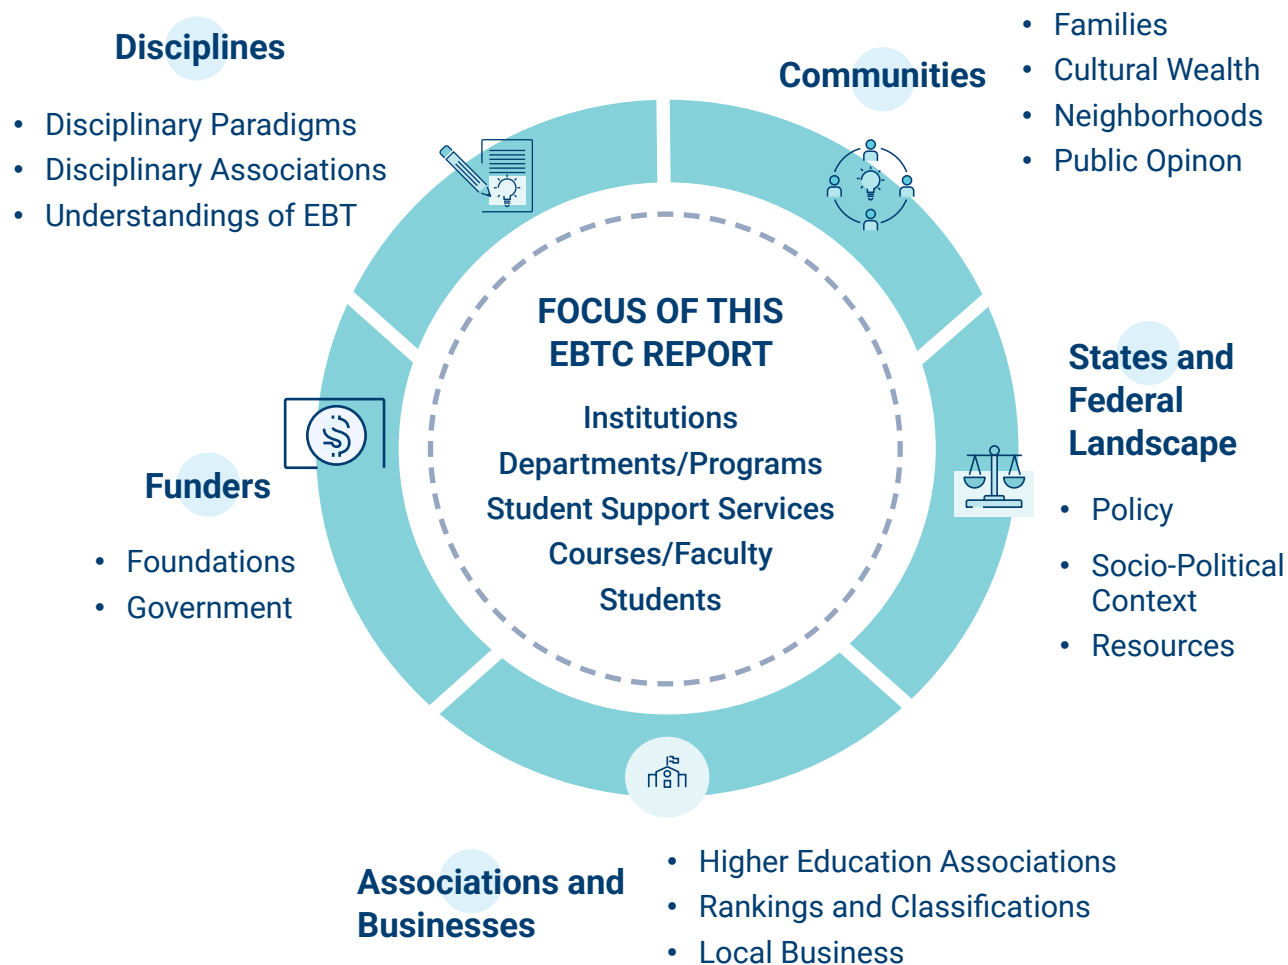 Disciplines
• Disciplinary Paradigms
• Disciplinary Associations
• Understandings of EBT
Communities
• Families
• Cultural Wealth
• Neighborhoods
• Public Opinon
FOCUS OF THIS
EBTC REPORT
Institutions
Departments/Programs
Student Support Services
Courses/Faculty
Students
States and
Federal
Landscape
• Policy
• Socio-Political
Context
• Resources
Funders
• Foundations
• Government
Associations and
Businesses
• Higher Education Associations
• Rankings and Classifications
• Local Business